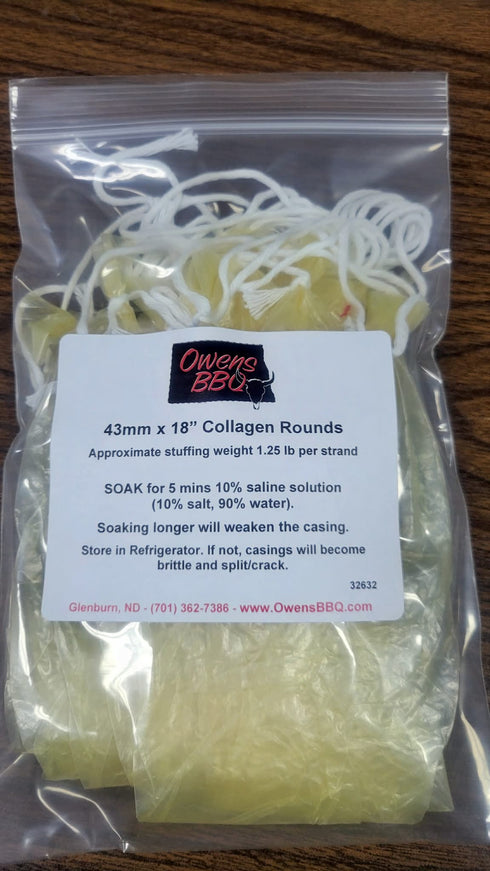 Owens
BBQ
43mm x 18” Collagen Rounds
Approximate stuffing weight 1.25 lb per strand
SOAK for 5 mins 10% saline solution
(10% salt, 90% water).
Soaking longer will weaken the casing.
Store in Refrigerator. If not, casings will become
brittle and split/crack.
32632
Glenburn, ND - (701) 362-7386 - www.OwensBBQ.com